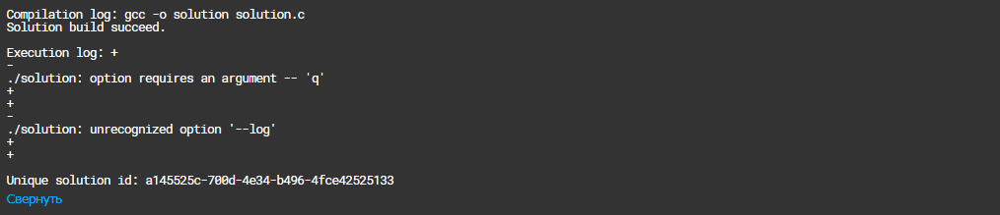 Compilation log: gcc -o solution solution.c
Solution build succeed.
Execution log: +
-
./solution: option requires an argument -- 'q'
+
+
-
./solution: unrecognized option '--log'
+
+
Unique solution id: a145525c-700d-4e34-b496-4fce42525133
Свернуть